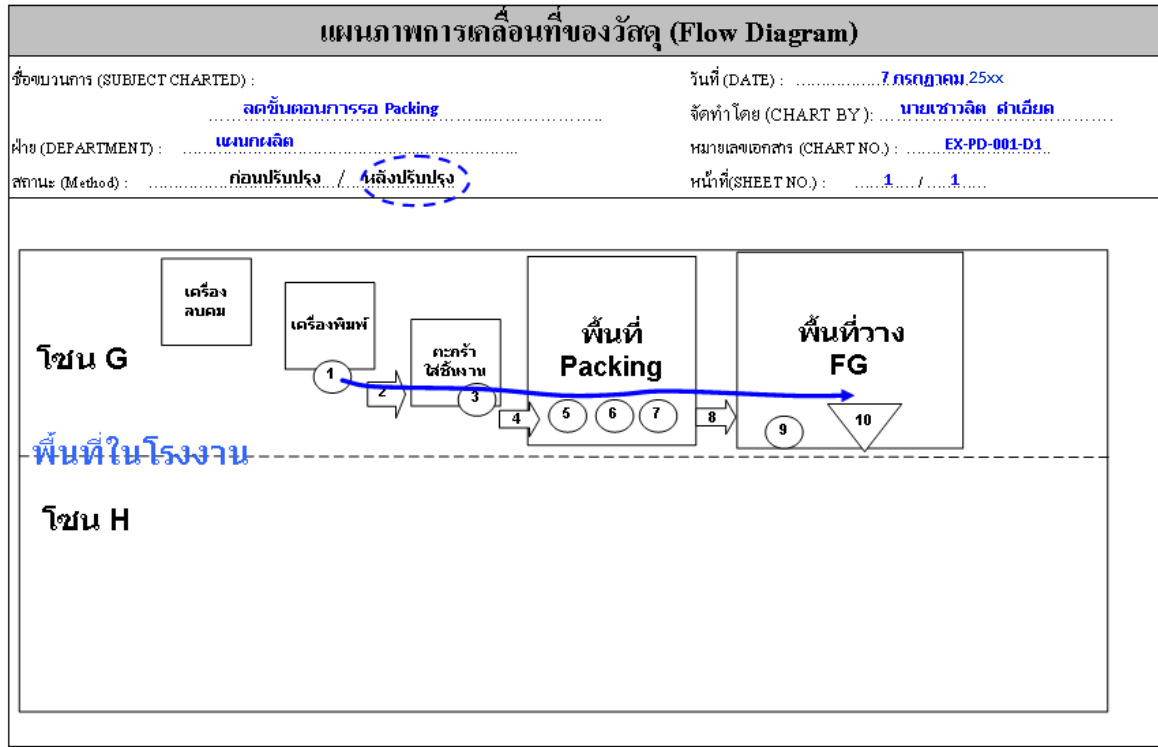 แผนภาพการเคลื่อนที่ของวัสดุ (Flow Diagram)
ชื่อขบวนการ (SUBJECT CHARTED) :
วันที่ (DATE) : ...................7 กรกฎาคม 25xx
ลดขั้นตอนการรอ Packing
จัดทำโดย (CHART BY) : นายเชาวลิต คำเอียด
ฝ่าย (DEPARTMENT) : แผนกผลิต
หมายเลขเอกสาร (CHART NO.) : EX-PD-001-D1
สถานะ (Method) : ก่อนปรับปรุง / หลังปรับปรุง
หน้าที่(SHEET NO.) : 1 / 1
เครื่อง
ลบคม
เครื่องพิมพ์
ตะกร้า
ใส่ชิ้นงาน
พื้นที่
Packing
พื้นที่วาง
FG
โซน G
1
2
3
4
5
6
7
8
9
10
พื้นที่ในโรงงาน
โซน H